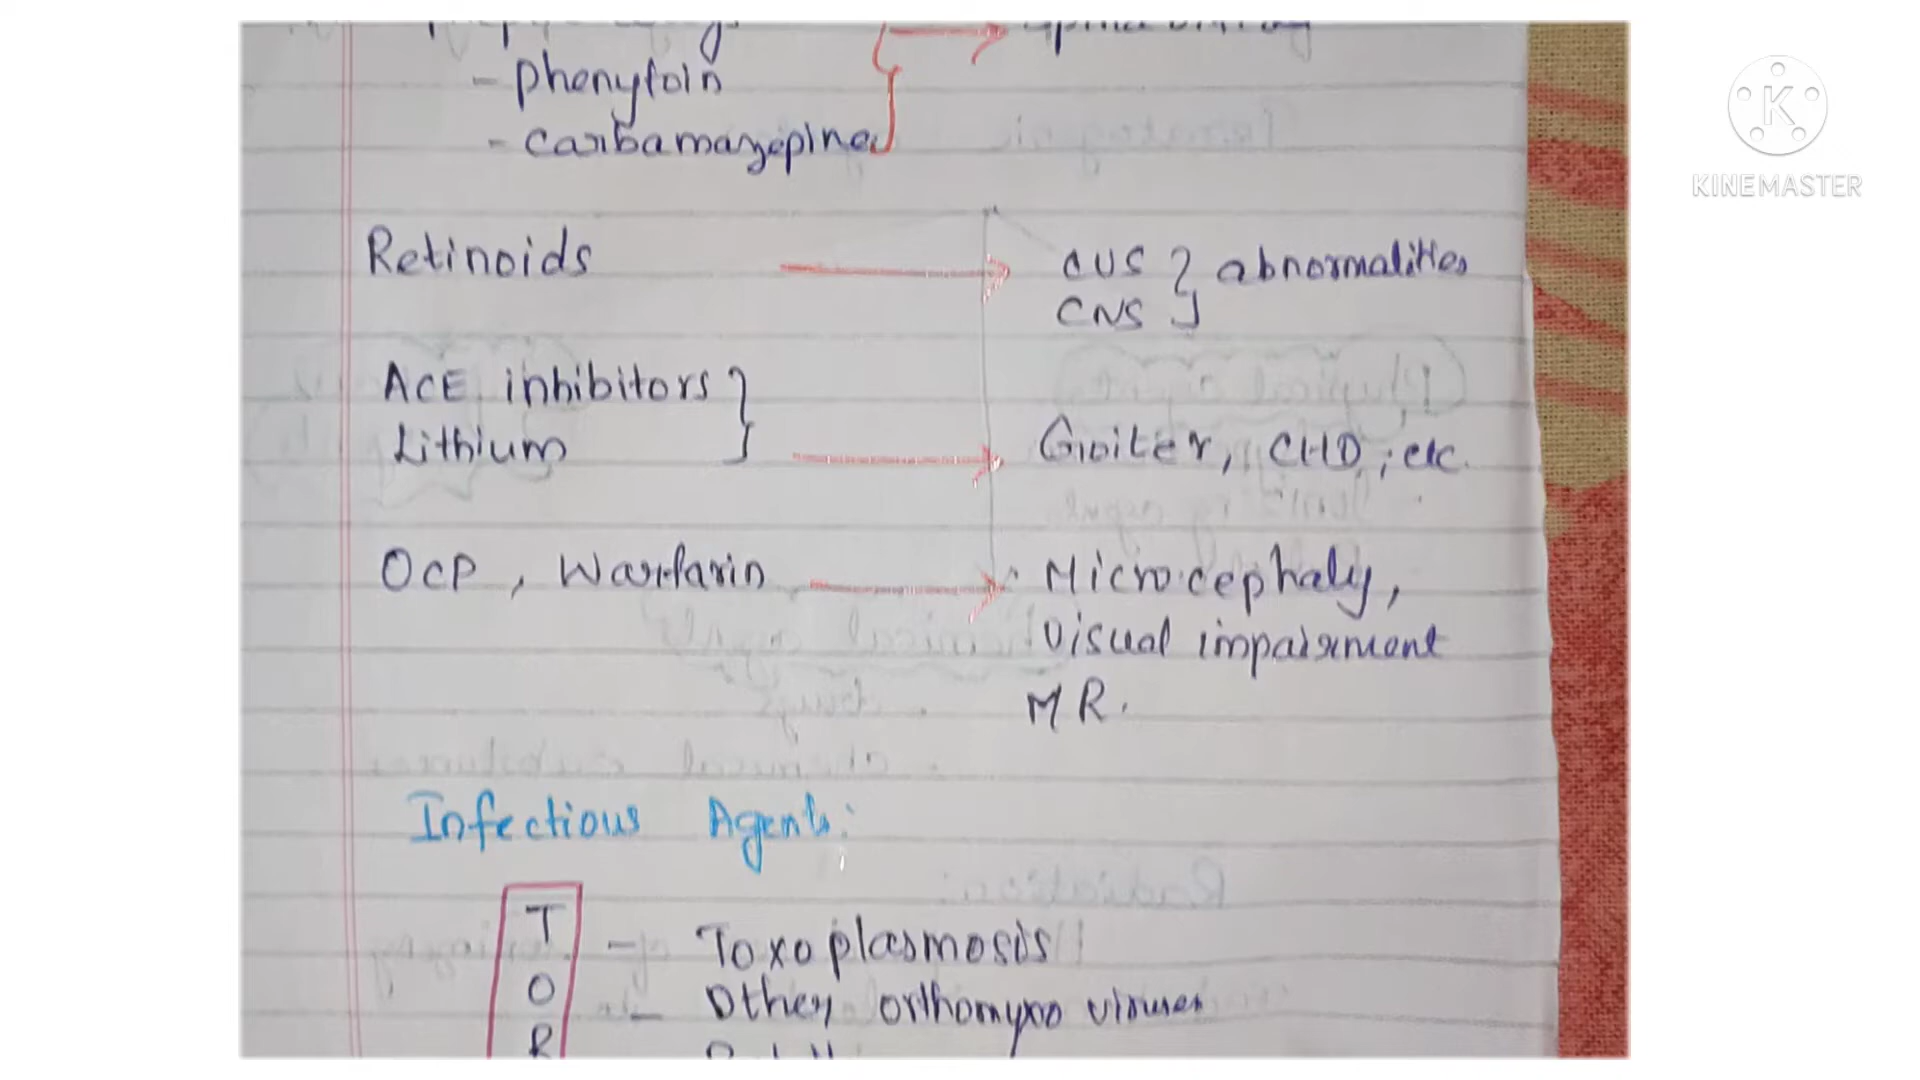 - Phenytoin
- Carbamazepine
Retinoids
CVS } abnormalities
CNS
ACE inhibitors }
Lithium
Goiter, CHD, etc.
OCP, Warfarin
Microcephaly,
Visual impairment
MR.
Infectious Agents:
T - Toxoplasmosis
O - Other orthomyxo viruses
R
KINEMASTER